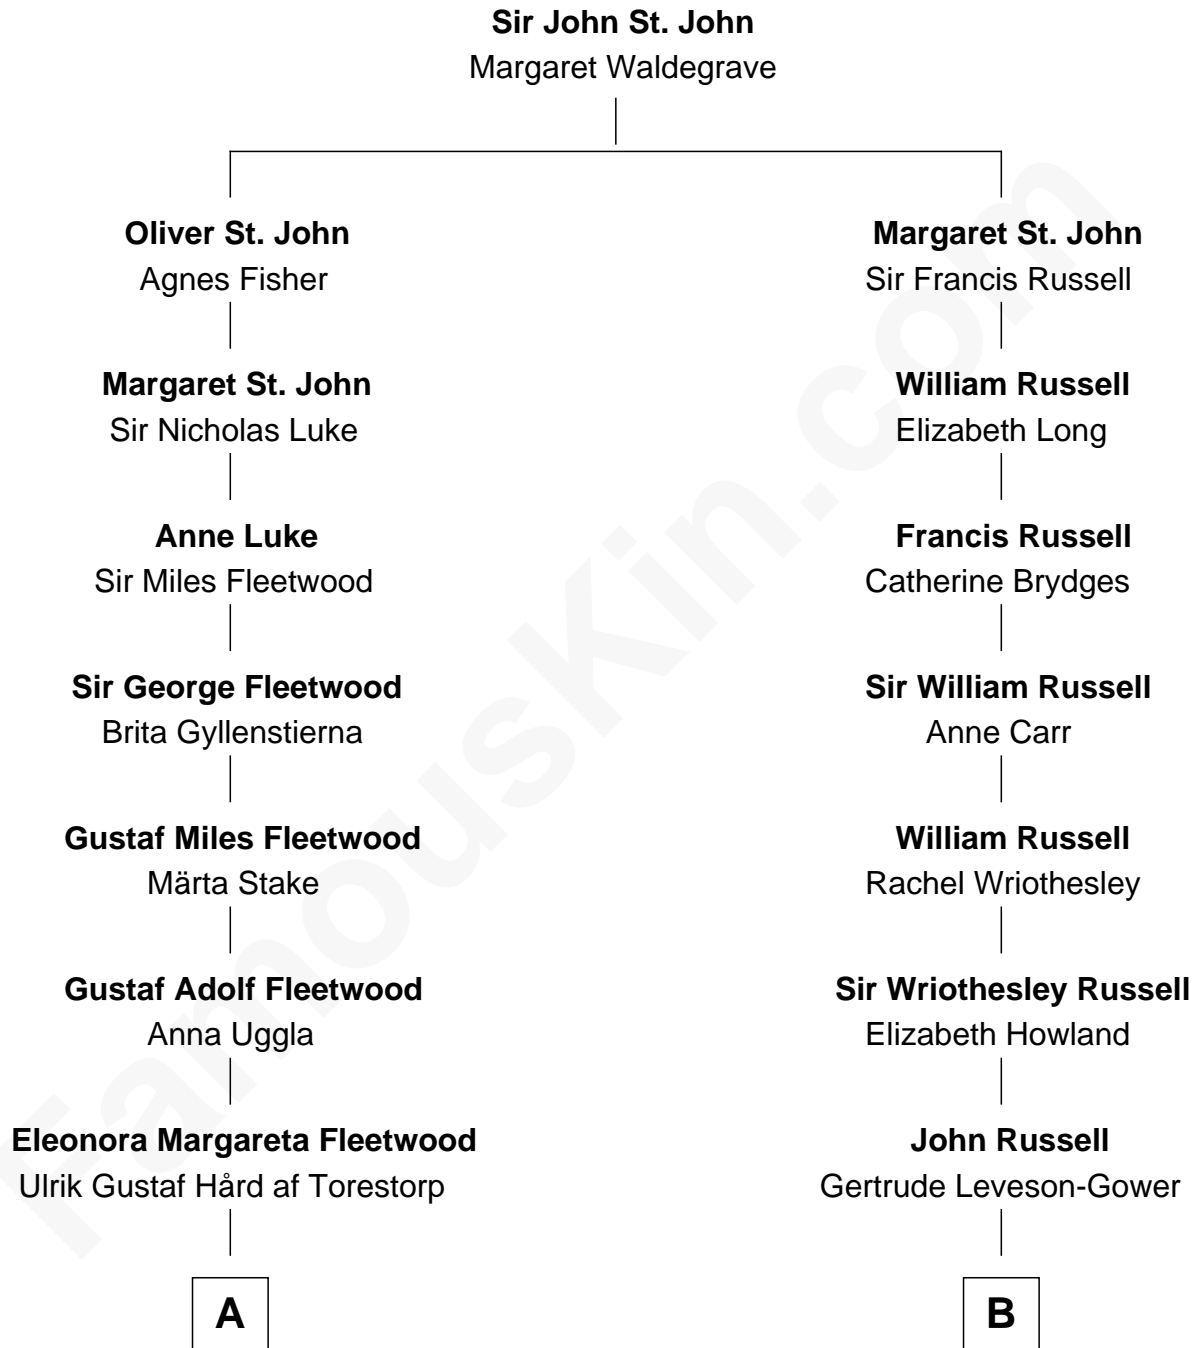 Sir John St. John
Margaret Waldegrave
Oliver St. John
Agnes Fisher
Margaret St. John
Sir Nicholas Luke
Anne Luke
Sir Miles Fleetwood
Sir George Fleetwood
Brita Gyllenstierna
Gustaf Miles Fleetwood
Märta Stake
Gustaf Adolf Fleetwood
Anna Uggla
Eleonora Margareta Fleetwood
Ulrik Gustaf Hård af Torestorp
A
Margaret St. John
Sir Francis Russell
William Russell
Elizabeth Long
Francis Russell
Catherine Brydges
Sir William Russell
Anne Carr
William Russell
Rachel Wriothesley
Sir Wriothesley Russell
Elizabeth Howland
John Russell
Gertrude Leveson-Gower
B
FamousKin.com